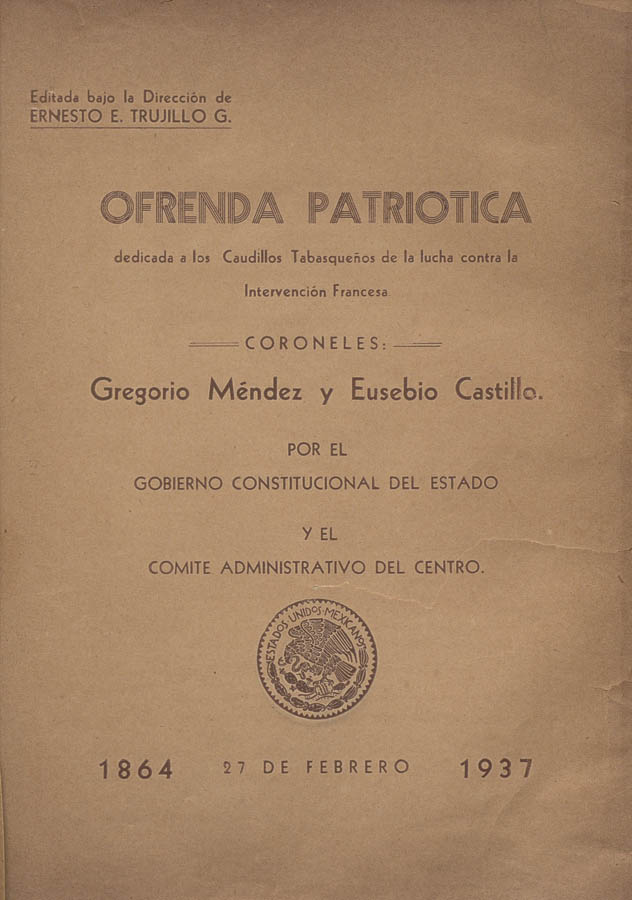 Editada bajo la Dirección de
ERNESTO E. TRUJILLO G.
OFRENDA PATRIOTICA
dedicada a los Caudillos Tabasqueños de la lucha contra la
Intervención Francesa.
CORONELES:
Gregorio Méndez y Eusebio Castillo.
POR EL
GOBIERNO CONSTITUCIONAL DEL ESTADO
Y EL
COMITE ADMINISTRATIVO DEL CENTRO.
ESTADOS UNIDOS MEXICANOS
1864 27 DE FEBRERO 1937